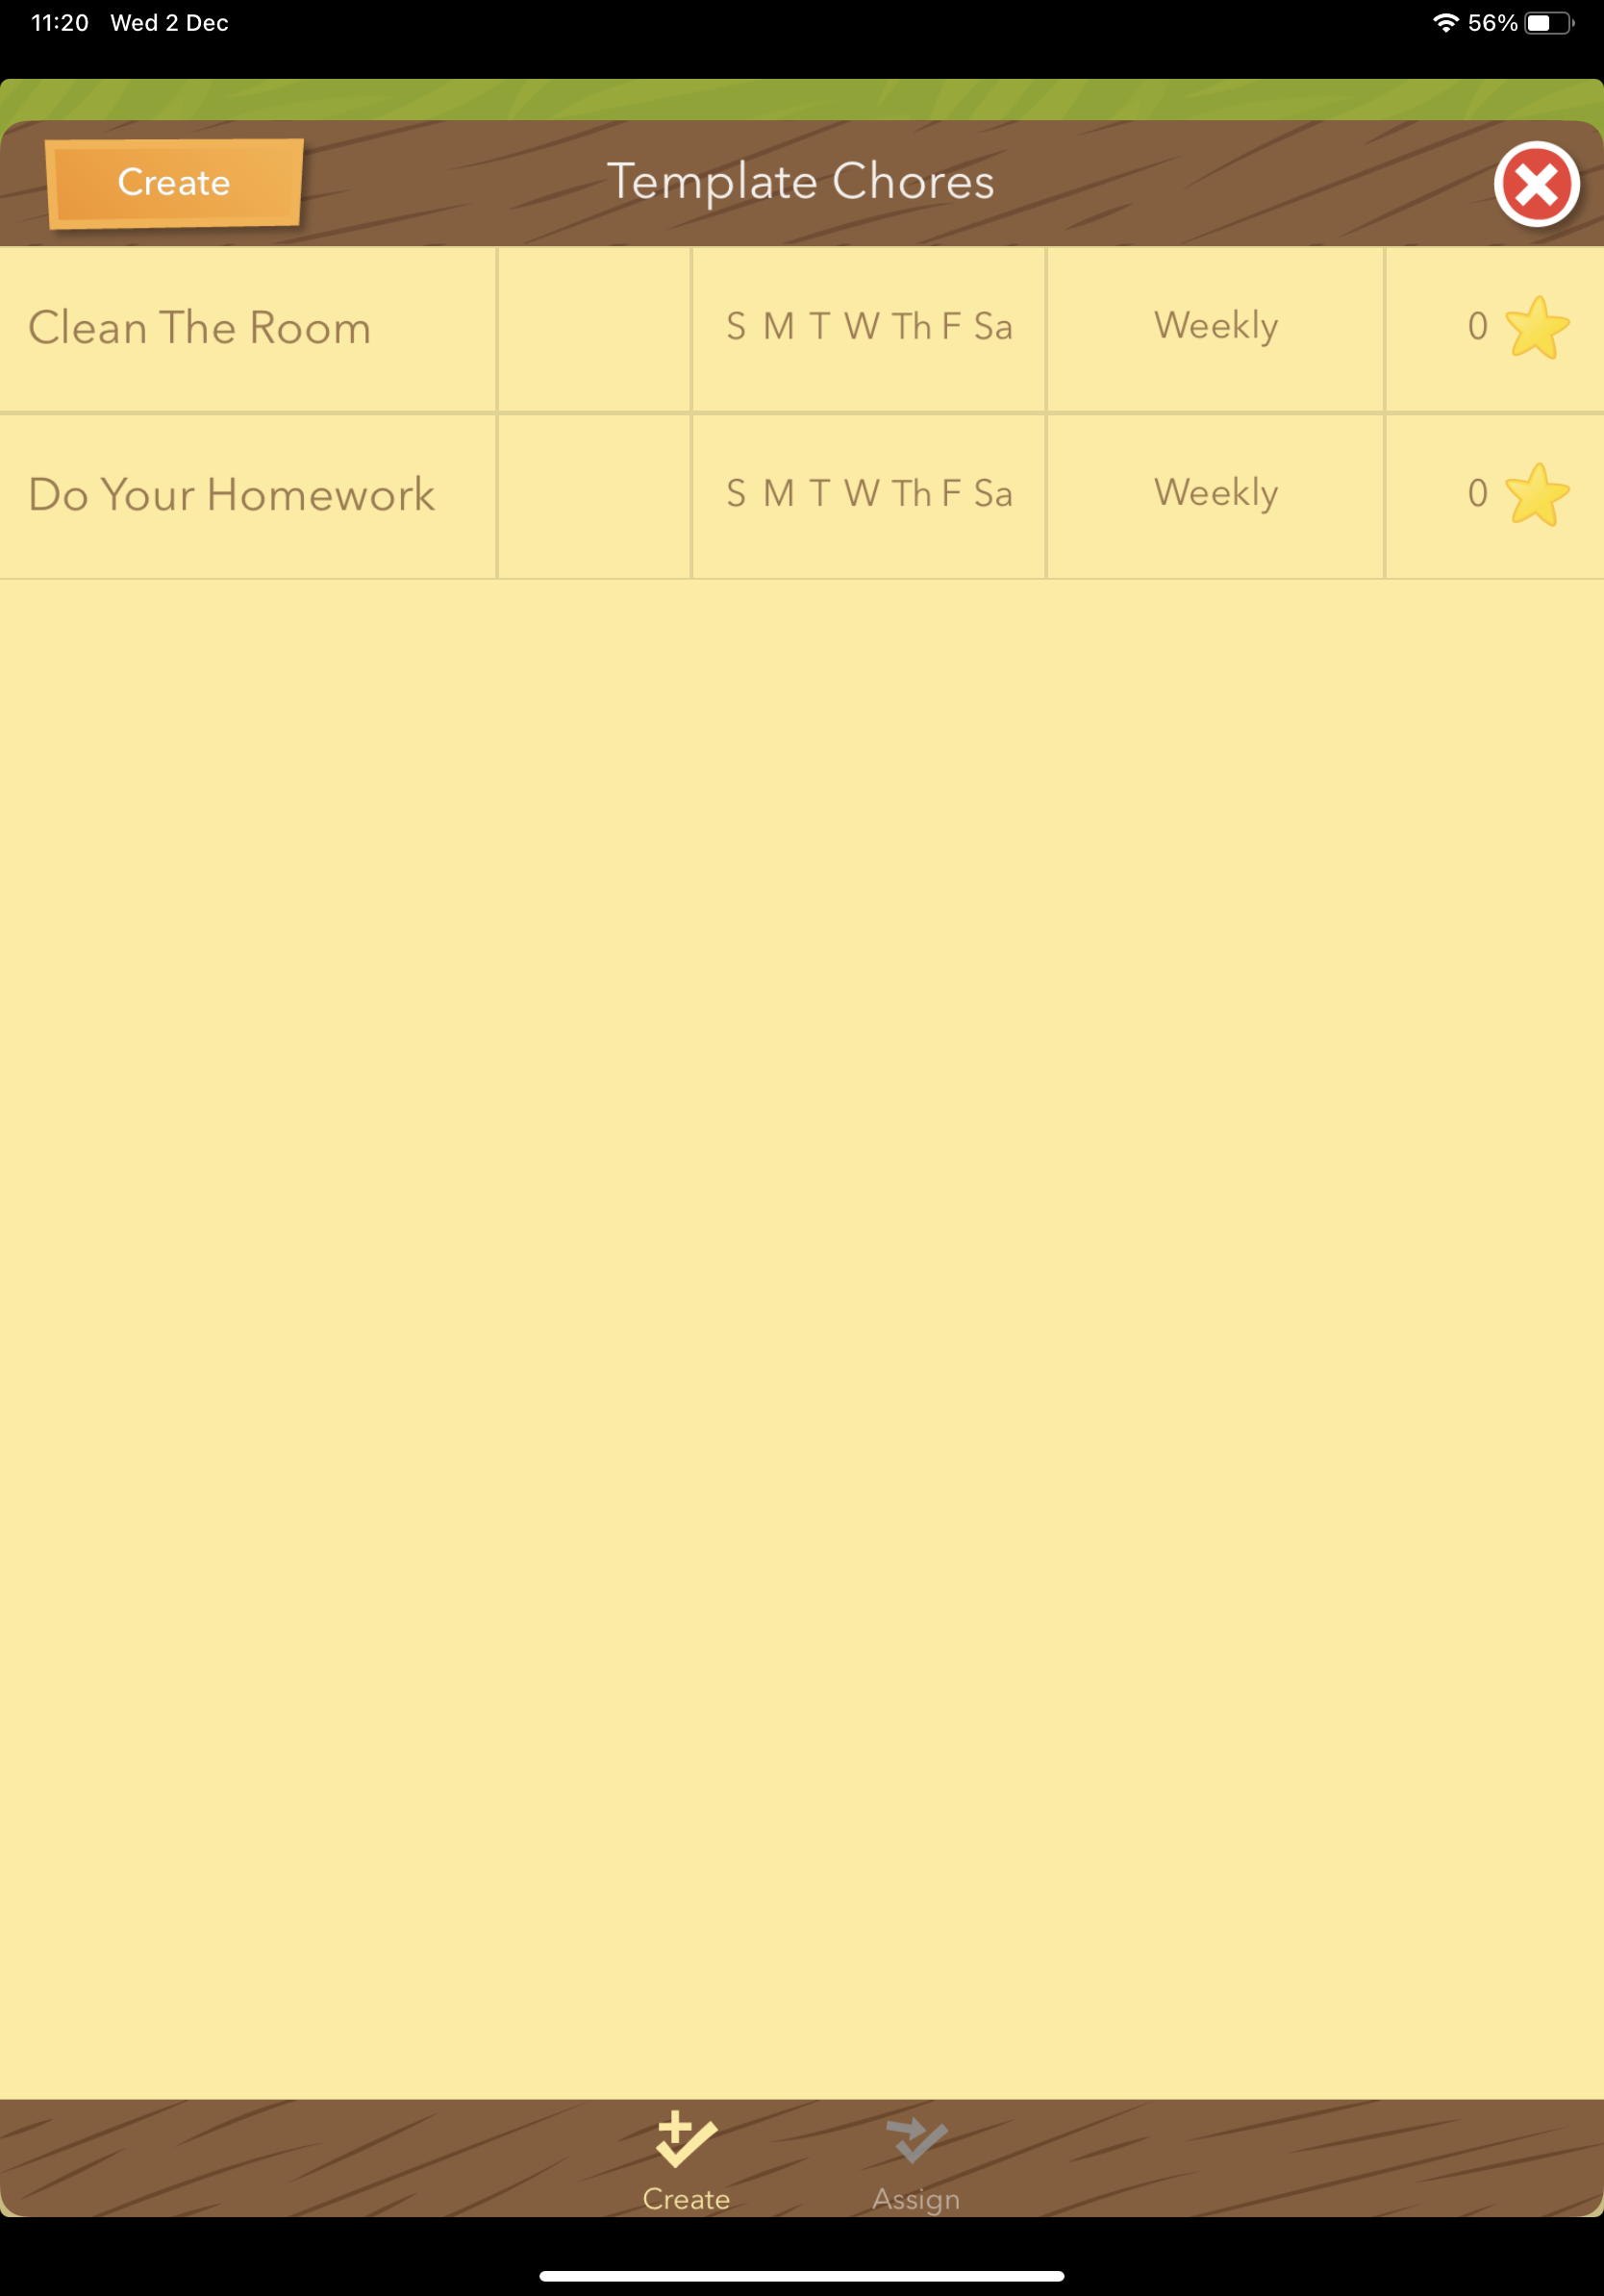 11:20 Wed 2 Dec 56%
Create Template Chores
Clean The Room S M T W Th F Sa Weekly 0
Do Your Homework S M T W Th F Sa Weekly 0
Create Assign